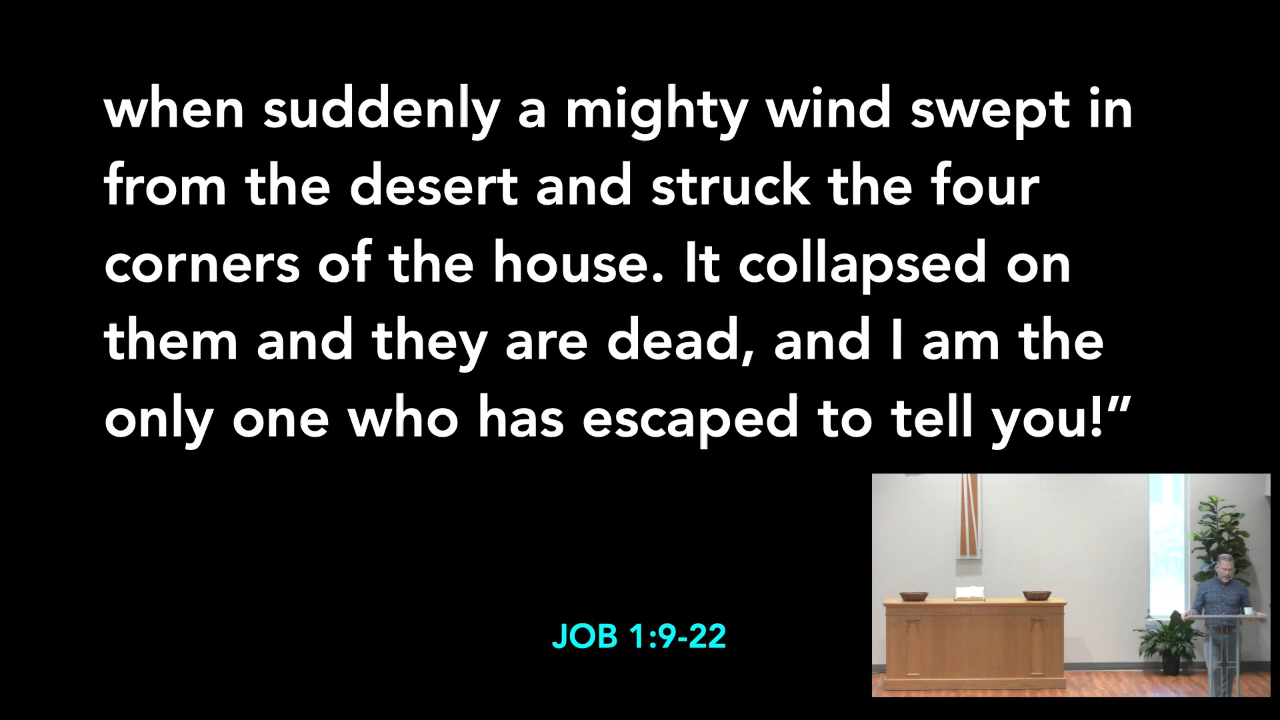 when suddenly a mighty wind swept in
from the desert and struck the four
corners of the house. It collapsed on
them and they are dead, and I am the
only one who has escaped to tell you!”
JOB 1:9-22